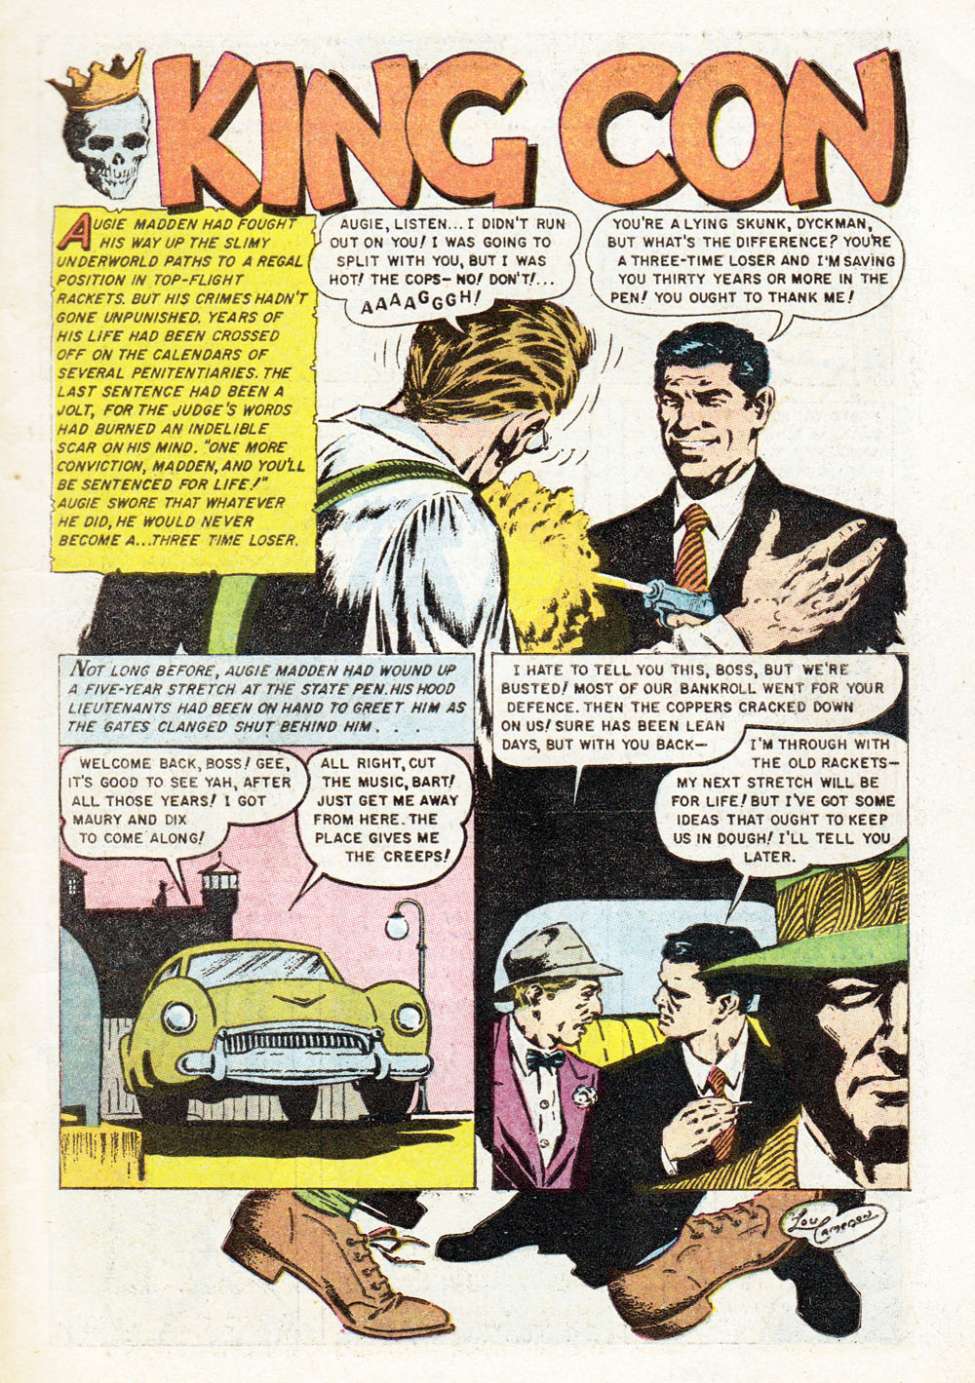 KING CON
AUGIE MADDEN HAD FOUGHT
HIS WAY UP THE SLIMY
UNDERWORLD PATHS TO A REGAL
POSITION IN TOP-FLIGHT
RACKETS. BUT HIS CRIMES HADN'T
GONE UNPUNISHED. YEARS OF
HIS LIFE HAD BEEN CROSSED
OFF ON THE CALENDARS OF
SEVERAL PENITENTIARIES. THE
LAST SENTENCE HAD BEEN A
JOLT, FOR THE JUDGE'S WORDS
HAD BURNED AN INDELIBLE
SCAR ON HIS MIND. "ONE MORE
CONVICTION, MADDEN, AND YOU'LL
BE SENTENCED FOR LIFE!"
AUGIE SWORE THAT WHATEVER
HE DID, HE WOULD NEVER
BECOME A...THREE TIME LOSER.
AUGIE, LISTEN... I DIDN'T RUN
OUT ON YOU! I WAS GOING TO
SPLIT WITH YOU, BUT I WAS
HOT! THE COPS- NO! DON'T!...
AAAAGGGH!
YOU'RE A LYING SKUNK, DYCKMAN,
BUT WHAT'S THE DIFFERENCE? YOU'RE
A THREE-TIME LOSER AND I'M SAVING
YOU THIRTY YEARS OR MORE IN THE
PEN! YOU OUGHT TO THANK ME!
NOT LONG BEFORE, AUGIE MADDEN HAD WOUND UP
A FIVE-YEAR STRETCH AT THE STATE PEN. HIS HOOD
LIEUTENANTS HAD BEEN ON HAND TO GREET HIM AS
THE GATES CLANGED SHUT BEHIND HIM . . .
WELCOME BACK, BOSS! GEE,
IT'S GOOD TO SEE YAH, AFTER
ALL THOSE YEARS! I GOT
MAURY AND DIX
TO COME ALONG!
ALL RIGHT, CUT
THE MUSIC, BART!
JUST GET ME AWAY
FROM HERE. THE
PLACE GIVES ME
THE CREEPS!
I HATE TO TELL YOU THIS, BOSS, BUT WE'RE
BUSTED! MOST OF OUR BANKROLL WENT FOR YOUR
DEFENCE. THEN THE COPPERS CRACKED DOWN
ON US! SURE HAS BEEN LEAN
DAYS, BUT WITH YOU BACK-
I'M THROUGH WITH
THE OLD RACKETS-
MY NEXT STRETCH WILL BE
FOR LIFE! BUT I'VE GOT SOME
IDEAS THAT OUGHT TO KEEP
US IN DOUGH! I'LL TELL YOU
LATER.
Lou
Cameron